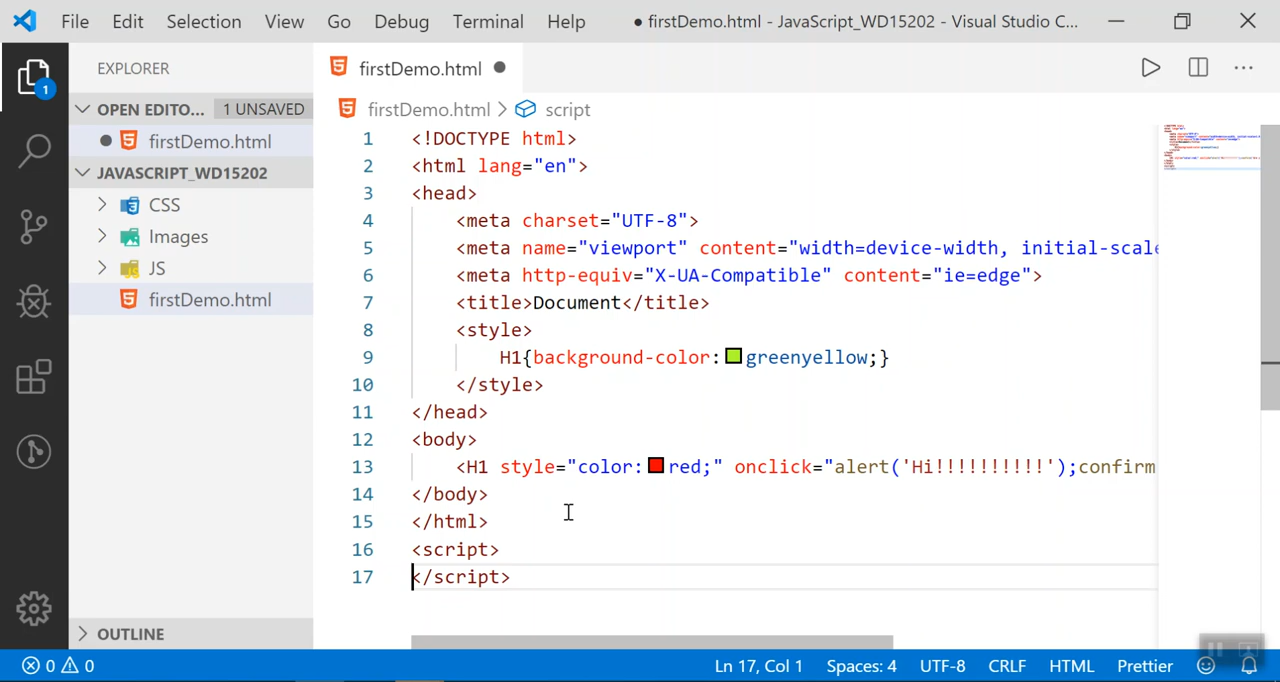 File Edit Selection View Go Debug Terminal Help ● firstDemo.html - JavaScript_WD15202 - Visual Studio C...
EXPLORER
OPEN EDITO... 1 UNSAVED
firstDemo.html
JAVASCRIPT_WD15202
CSS
Images
JS
firstDemo.html
OUTLINE
1
firstDemo.html
firstDemo.html > script
1 <!DOCTYPE html>
2 <html lang="en">
3 <head>
4 <meta charset="UTF-8">
5 <meta name="viewport" content="width=device-width, initial-scale
6 <meta http-equiv="X-UA-Compatible" content="ie=edge">
7 <title>Document</title>
8 <style>
9 H1{background-color:greenyellow;}
10 </style>
11 </head>
12 <body>
13 <H1 style="color:red;" onclick="alert('Hi!!!!!!!!!!');confirm
14 </body>
15 </html>
16 <script>
17 </script>
0 0 Ln 17, Col 1 Spaces: 4 UTF-8 CRLF HTML Prettier